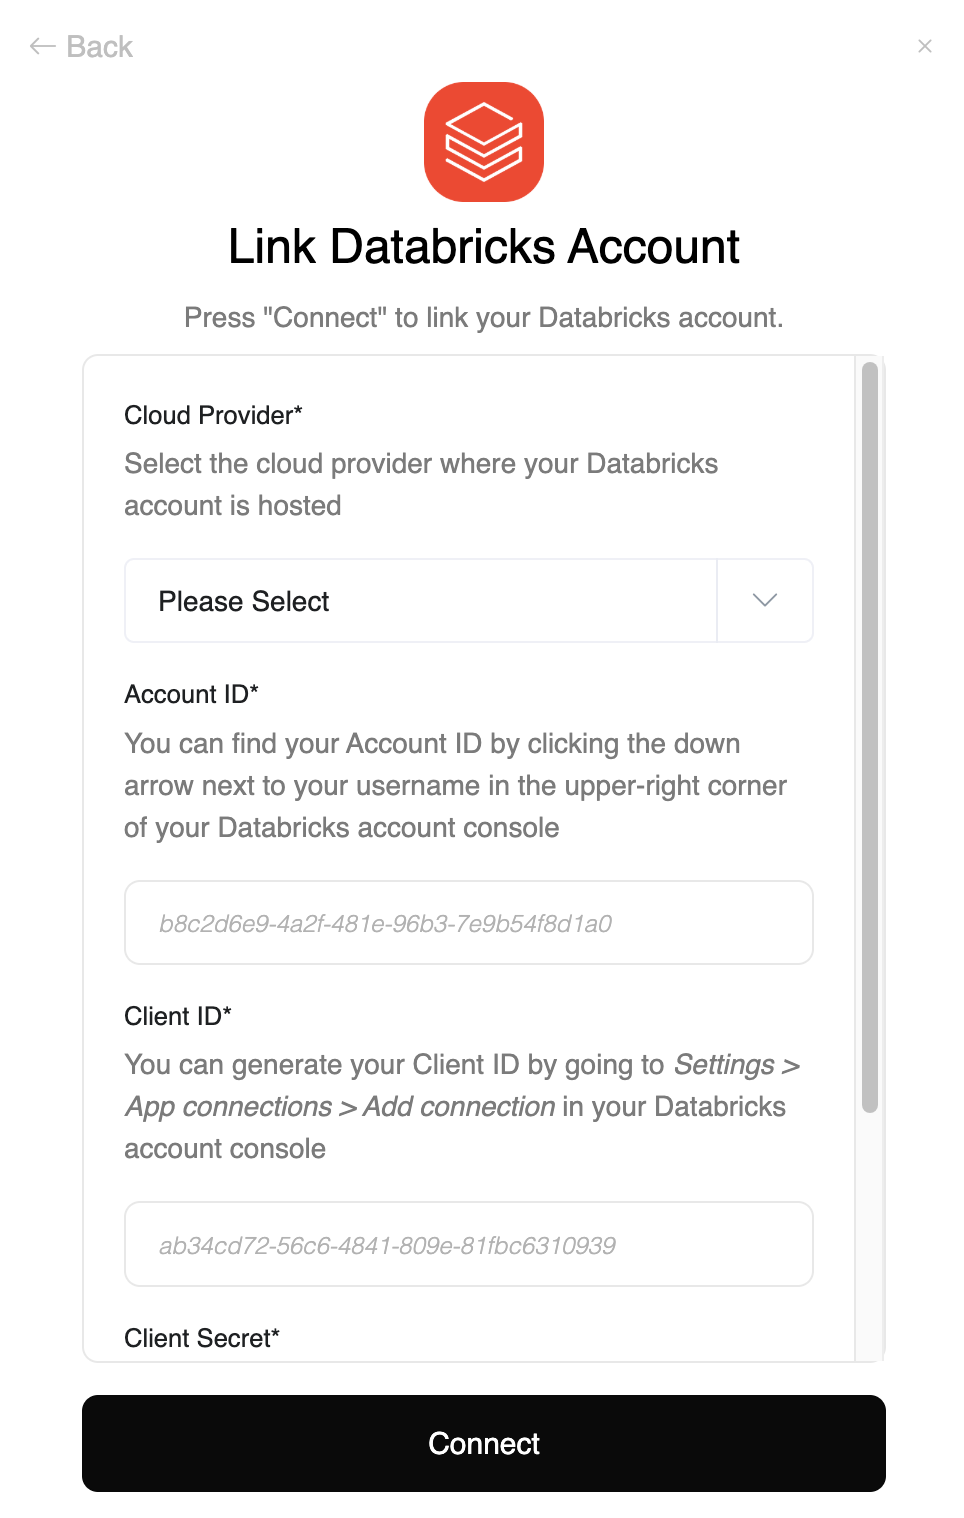 ← Back
×
Link Databricks Account
Press "Connect" to link your Databricks account.
Cloud Provider*
Select the cloud provider where your Databricks
account is hosted
Please Select
Account ID*
You can find your Account ID by clicking the down
arrow next to your username in the upper-right corner
of your Databricks account console
b8c2d6e9-4a2f-481e-96b3-7e9b54f8d1a0
Client ID*
You can generate your Client ID by going to Settings >
App connections > Add connection in your Databricks
account console
ab34cd72-56c6-4841-809e-81fbc6310939
Client Secret*
Connect